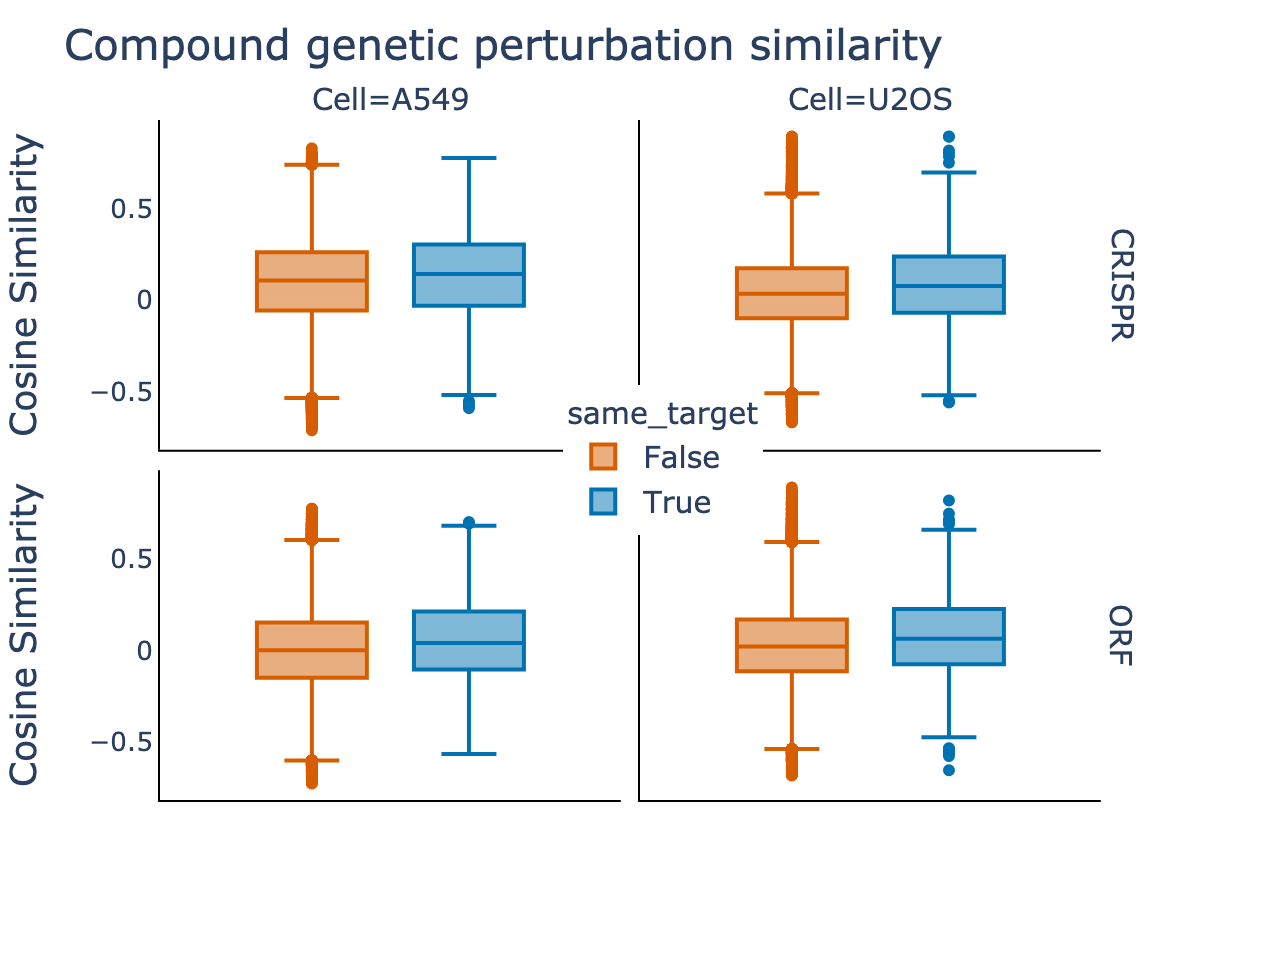 Compound genetic perturbation similarity
Cell=A549
Cell=U2OS
Cosine Similarity
0.5
0
−0.5
CRISPR
same_target
False
True
Cosine Similarity
0.5
0
−0.5
ORF